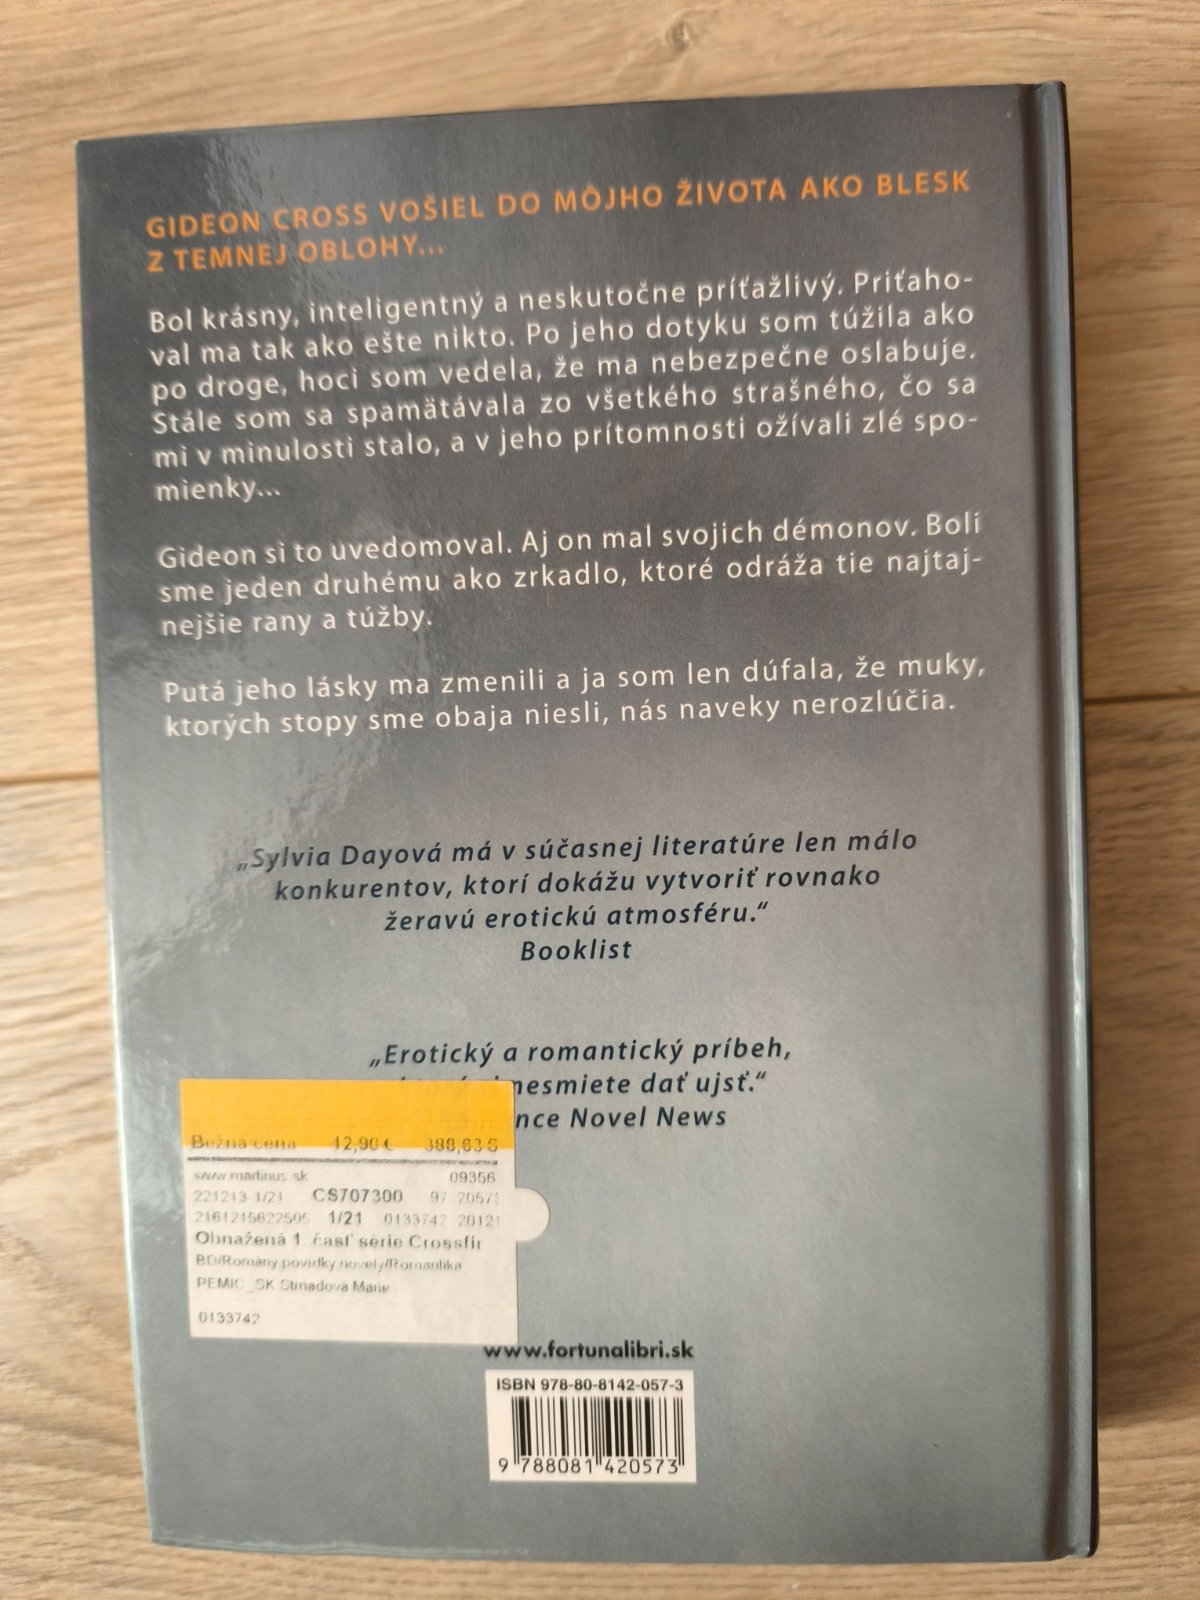 GIDEON CROSS VOŠIEL DO MÔJHO ŽIVOTA AKO BLESK
Z TEMNEJ OBLOHY...
Bol krásny, inteligentný a neskutočne príťažlivý. Priťaho-
val ma tak ako ešte nikto. Po jeho dotyku som túžila ako
po droge, hoci som vedela, že ma nebezpečne oslabuje.
Stále som sa spamätávala zo všetkého strašného, čo sa
mi v minulosti stalo, a v jeho prítomnosti ožívali zlé spo-
mienky...
Gideon si to uvedomoval. Aj on mal svojich démonov. Boli
sme jeden druhému ako zrkadlo, ktoré odráža tie najtaj-
nejšie rany a túžby.
Putá jeho lásky ma zmenili a ja som len dúfala, že muky,
ktorých stopy sme obaja niesli, nás naveky nerozlúčia.
„Sylvia Dayová má v súčasnej literatúre len málo
konkurentov, ktorí dokážu vytvoriť rovnako
žeravú erotickú atmosféru.“
Booklist
„Erotický a romantický príbeh,
nesmiete dať ujsť.“
nce Novel News
Bežná cena 12,90 € 388,63 S
www.martinus.sk 09356
221213-1/21 CS707300 97 2057
2161215622505 1/21 0133747 20121
Obnažená 1. časť série Crossfir
BD/Romány,povídky,novely/Romantika
PEMIC_SK Strnadová Marie
0133742
www.fortunalibri.sk
ISBN 978-80-8142-057-3
9 788081 420573